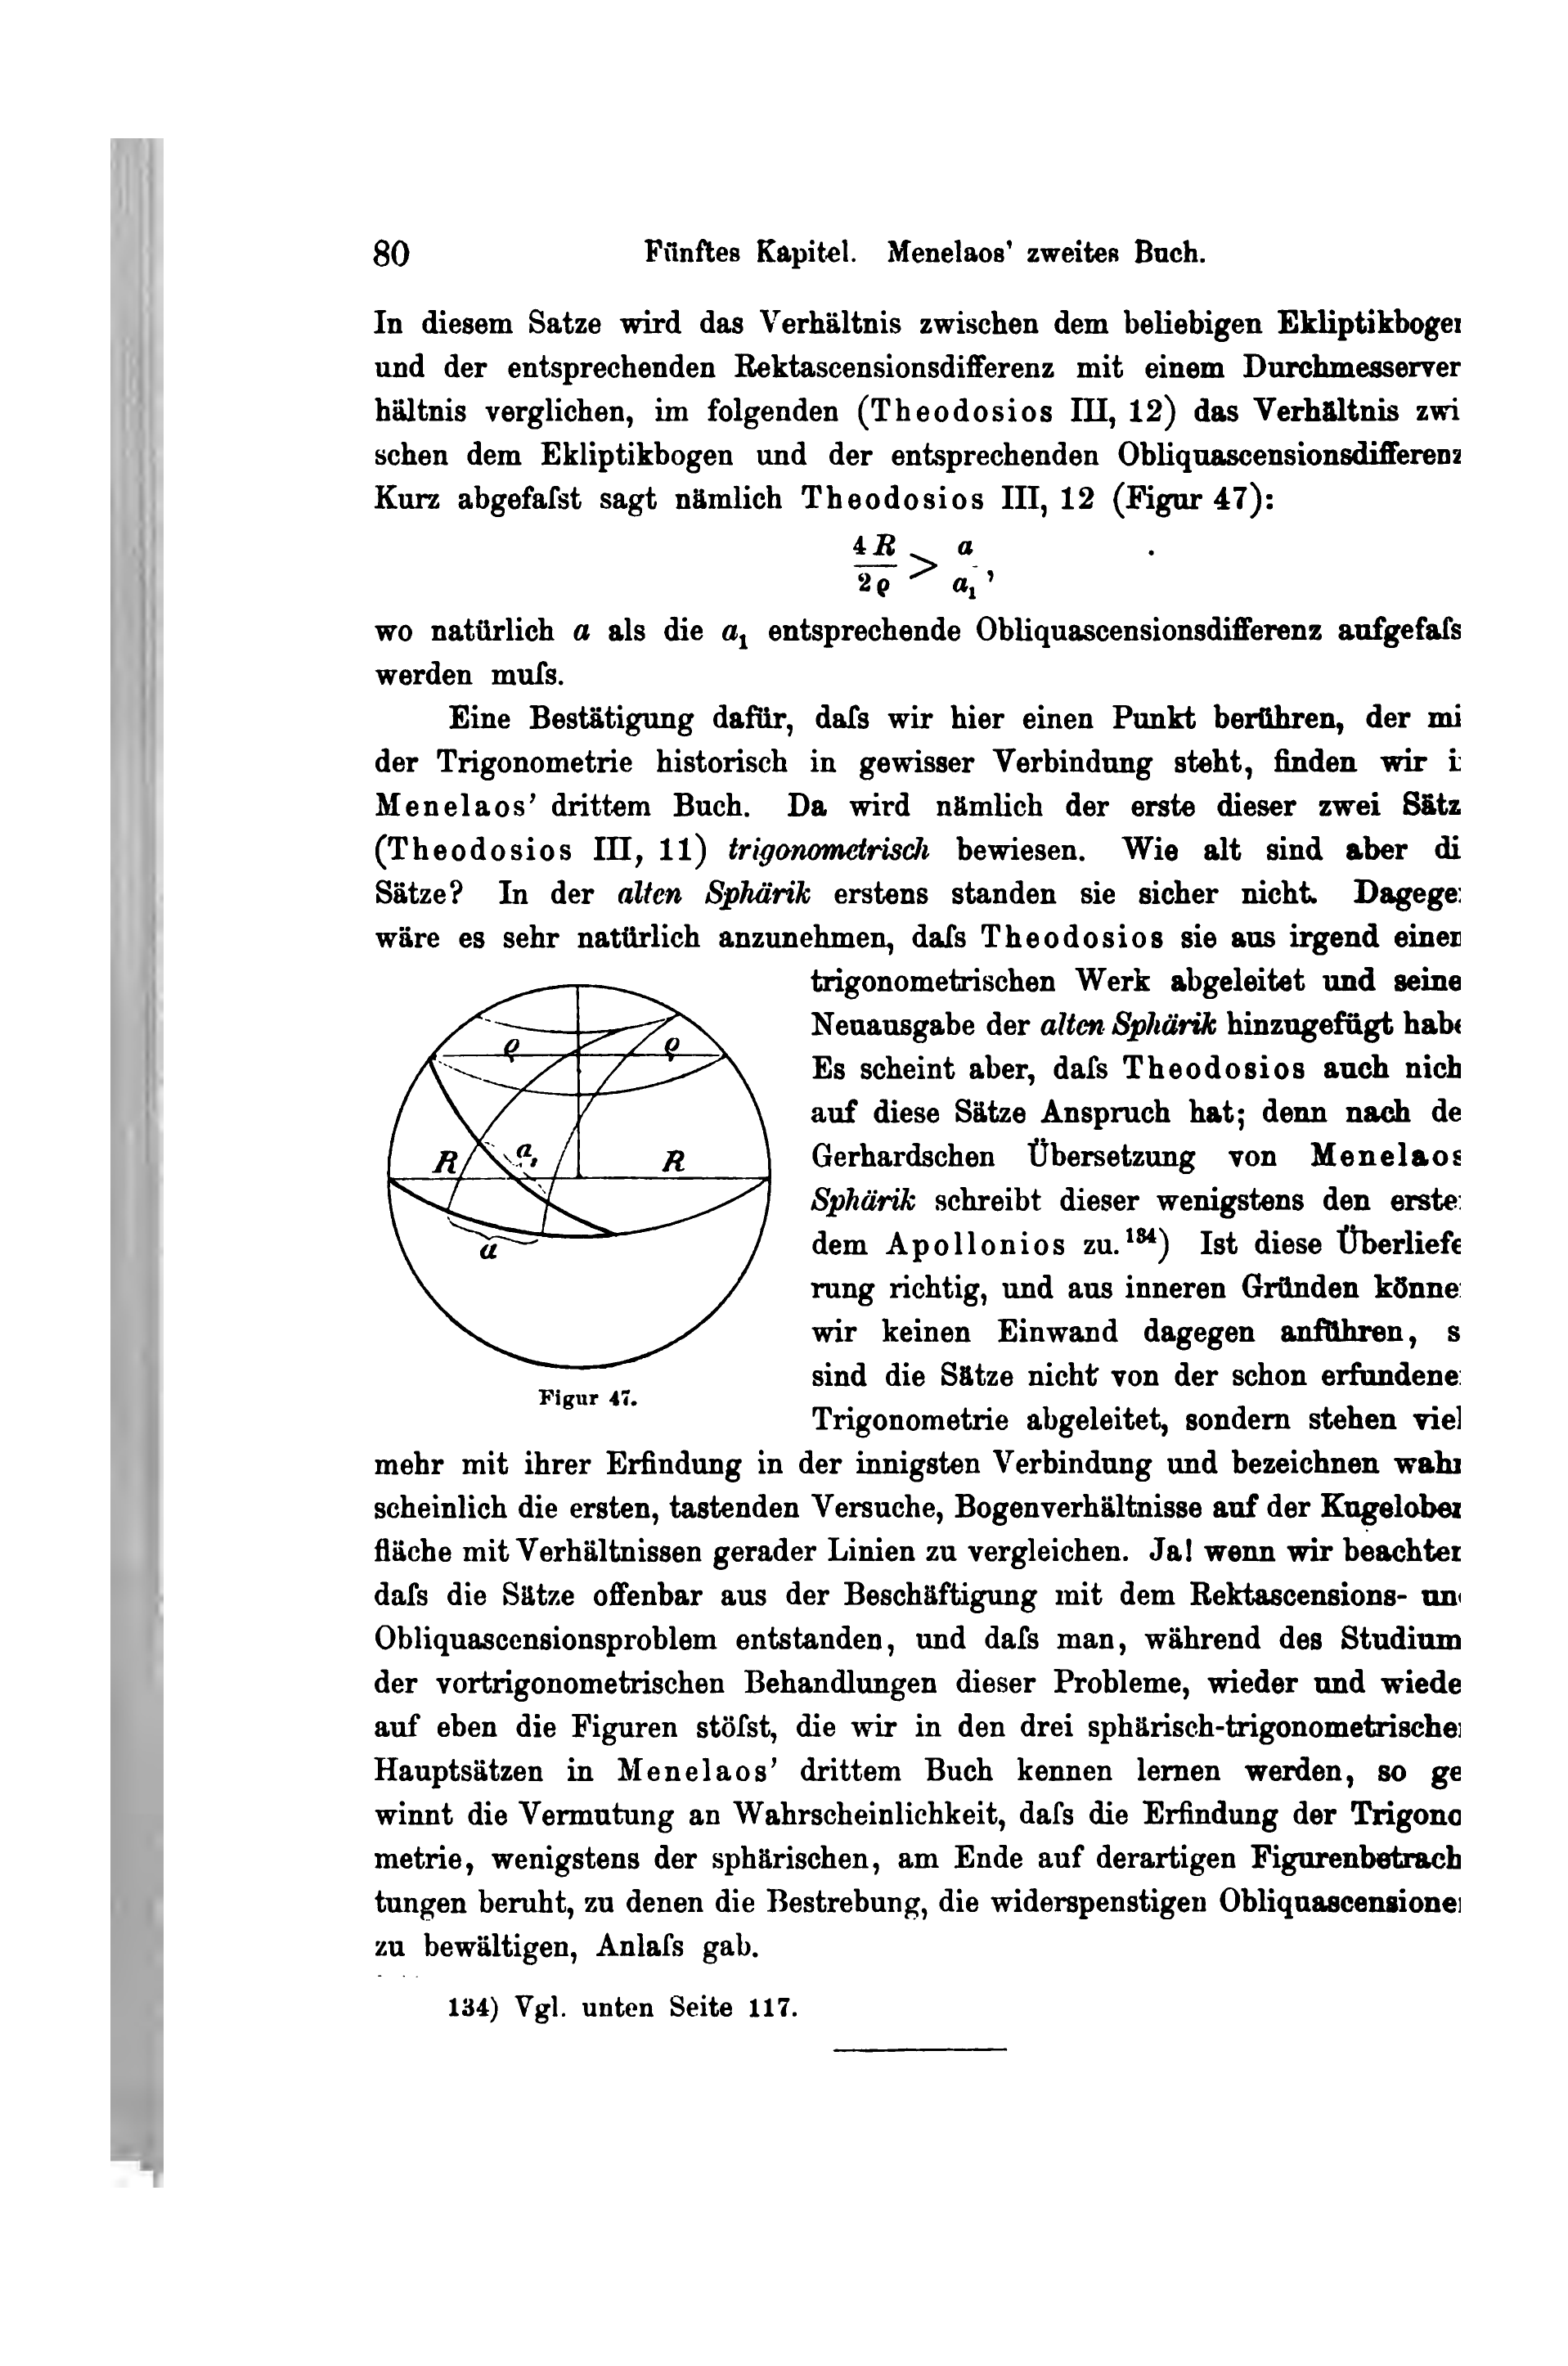 80 Fünftes Kapitel. Menelaos' zweites Buch.
In diesem Satze wird das Verhältnis zwischen dem beliebigen Ekliptikboge
und der entsprechenden Rektascensionsdifferenz mit einem Durchmesserver
hältnis verglichen, im folgenden (Theodosios III, 12) das Verhältnis zwi
schen dem Ekliptikbogen und der entsprechenden Obliquascensionsdifferenz
Kurz abgefaſst sagt nämlich Theodosios III, 12 (Figur 47):
4 R / 2 ϱ > a / a₁,
wo natürlich a als die a₁ entsprechende Obliquascensionsdifferenz aufgefaſs
werden muſs.
Eine Bestätigung dafür, daſs wir hier einen Punkt berühren, der mi
der Trigonometrie historisch in gewisser Verbindung steht, finden wir i
Menelaos' drittem Buch. Da wird nämlich der erste dieser zwei Sätz
(Theodosios III, 11) trigonometrisch bewiesen. Wie alt sind aber di
Sätze? In der alten Sphärik erstens standen sie sicher nicht. Dagege
wäre es sehr natürlich anzunehmen, daſs Theodosios sie aus irgend einer
trigonometrischen Werk abgeleitet und seine
Neuausgabe der alten Sphärik hinzugefügt hab
Es scheint aber, daſs Theodosios auch nich
auf diese Sätze Anspruch hat; denn nach de
Gerhardschen Übersetzung von Menelaos
Sphärik schreibt dieser wenigstens den erste
dem Apollonios zu.¹³⁴) Ist diese Überliefe
rung richtig, und aus inneren Gründen könne
wir keinen Einwand dagegen anführen, s
sind die Sätze nicht von der schon erfundene
Trigonometrie abgeleitet, sondern stehen viel
ϱ ϱ
R a, R
a
Figur 47.
mehr mit ihrer Erfindung in der innigsten Verbindung und bezeichnen wahr
scheinlich die ersten, tastenden Versuche, Bogenverhältnisse auf der Kugelober
fläche mit Verhältnissen gerader Linien zu vergleichen. Ja! wenn wir beachten
daſs die Sätze offenbar aus der Beschäftigung mit dem Rektascensions- un
Obliquascensionsproblem entstanden, und daſs man, während des Studium
der vortrigonometrischen Behandlungen dieser Probleme, wieder und wiede
auf eben die Figuren stöſst, die wir in den drei sphärisch-trigonometrische
Hauptsätzen in Menelaos' drittem Buch kennen lernen werden, so ge
winnt die Vermutung an Wahrscheinlichkeit, daſs die Erfindung der Trigono
metrie, wenigstens der sphärischen, am Ende auf derartigen Figurenbetrach
tungen beruht, zu denen die Bestrebung, die widerspenstigen Obliquascensione
zu bewältigen, Anlaſs gab.
134) Vgl. unten Seite 117.